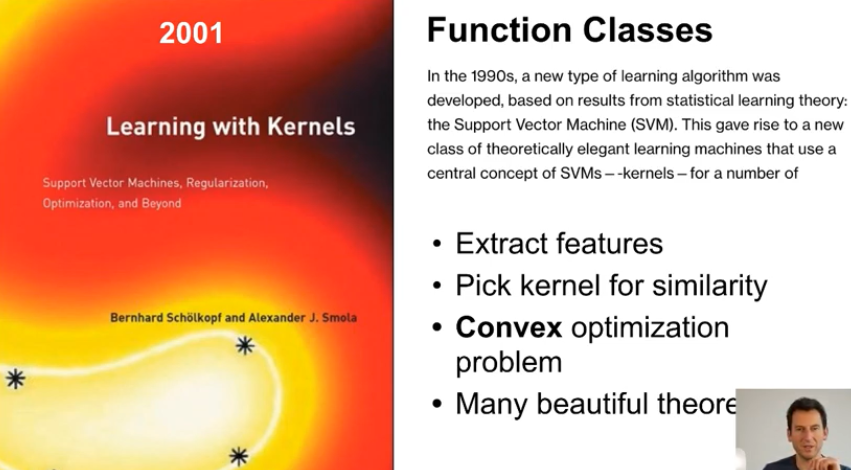 2001
Learning with Kernels
Support Vector Machines, Regularization,
Optimization, and Beyond
Bernhard Schölkopf and Alexander J. Smola
Function Classes
In the 1990s, a new type of learning algorithm was
developed, based on results from statistical learning theory:
the Support Vector Machine (SVM). This gave rise to a new
class of theoretically elegant learning machines that use a
central concept of SVMs – -kernels – for a number of
• Extract features
• Pick kernel for similarity
• Convex optimization
problem
• Many beautiful